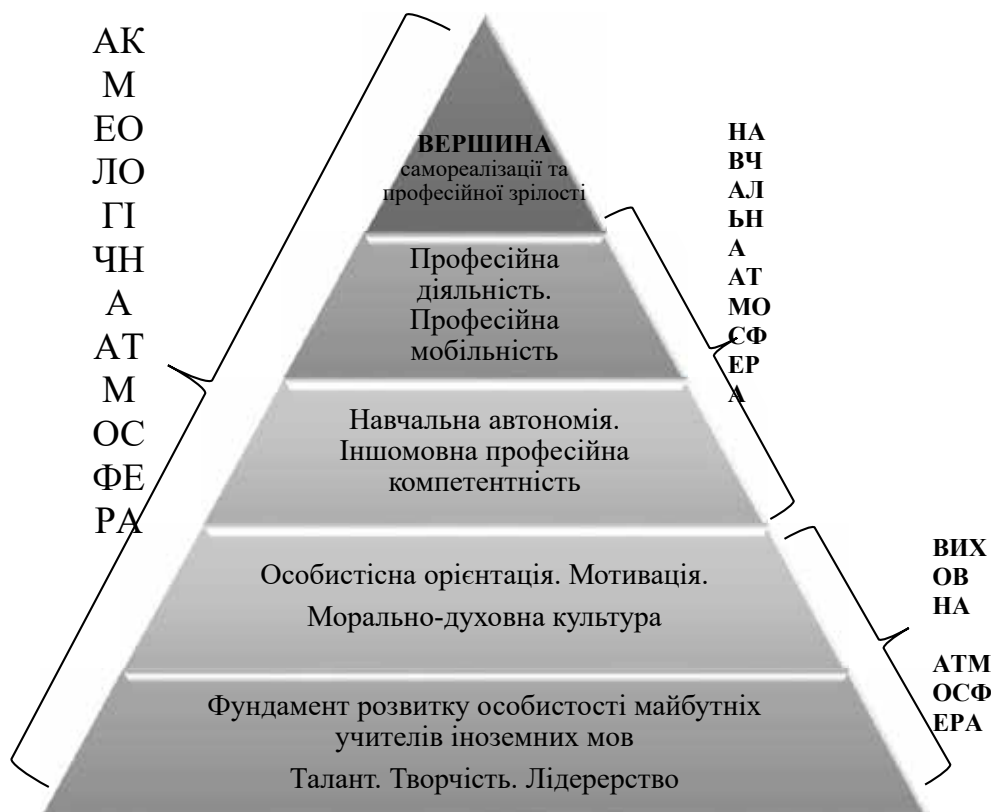 АК
М
ЕО
ЛО
ГІ
ЧН
А
АТ
М
ОС
ФЕ
РА
ВЕРШИНА
самореалізації та
професійної зрілості
Професійна
діяльність.
Професійна
мобільність
Навчальна автономія.
Іншомовна професійна
компетентність
Особистісна орієнтація. Мотивація.
Морально-духовна культура
Фундамент розвитку особистості майбутніх
учителів іноземних мов
Талант. Творчість. Лідерерство
НА
ВЧ
АЛ
ЬН
А
АТ
МО
СФ
ЕР
А
ВИХ
ОВ
НА
АТМ
ОСФ
ЕРА